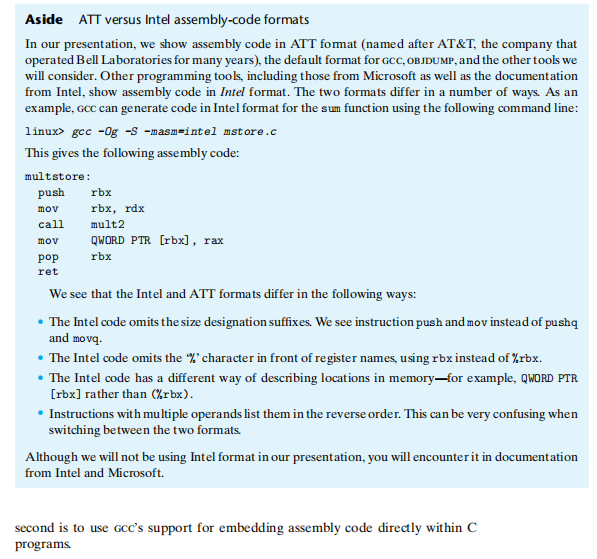 Aside ATT versus Intel assembly-code formats
In our presentation, we show assembly code in ATT format (named after AT&T, the company that
operated Bell Laboratories for many years), the default format for GCC, OBJDUMP, and the other tools we
will consider. Other programming tools, including those from Microsoft as well as the documentation
from Intel, show assembly code in Intel format. The two formats differ in a number of ways. As an
example, GCC can generate code in Intel format for the sum function using the following command line:
linux> gcc -Og -S -masm=intel mstore.c
This gives the following assembly code:
multstore:
push rbx
mov rbx, rdx
call mult2
mov QWORD PTR [rbx], rax
pop rbx
ret
We see that the Intel and ATT formats differ in the following ways:
• The Intel code omits the size designation suffixes. We see instruction push and mov instead of pushq
and movq.
• The Intel code omits the ‘%’ character in front of register names, using rbx instead of %rbx.
• The Intel code has a different way of describing locations in memory—for example, QWORD PTR
[rbx] rather than (%rbx).
• Instructions with multiple operands list them in the reverse order. This can be very confusing when
switching between the two formats.
Although we will not be using Intel format in our presentation, you will encounter it in documentation
from Intel and Microsoft.
second is to use GCC’s support for embedding assembly code directly within C
programs.